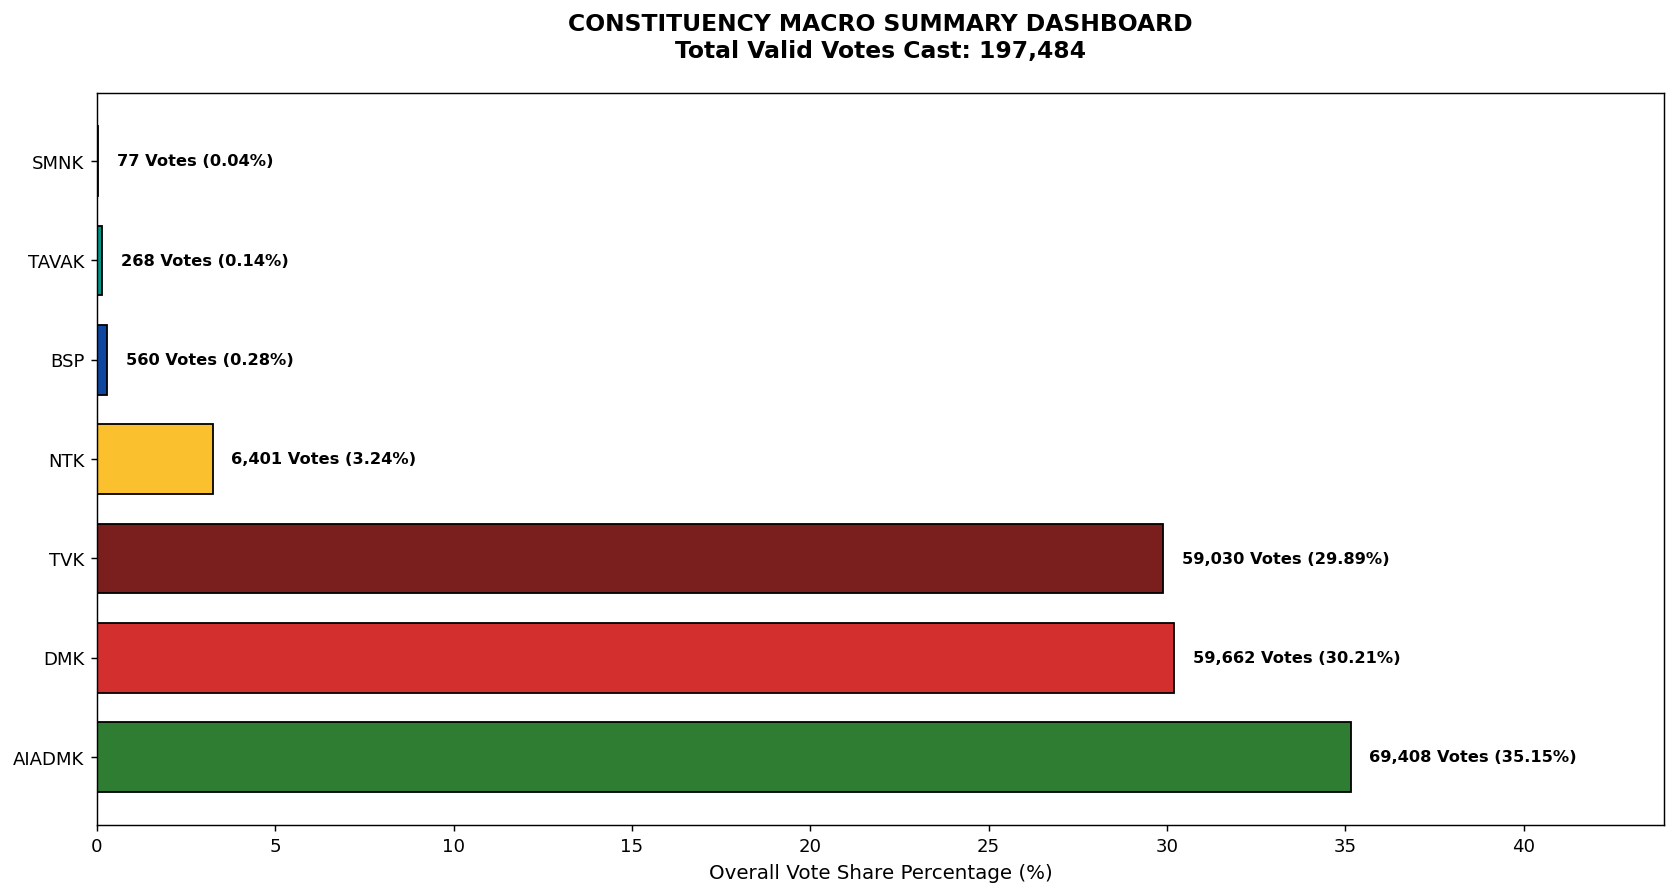 CONSTITUENCY MACRO SUMMARY DASHBOARD
Total Valid Votes Cast: 197,484
SMNK 77 Votes (0.04%)
TAVAK 268 Votes (0.14%)
BSP 560 Votes (0.28%)
NTK 6,401 Votes (3.24%)
TVK 59,030 Votes (29.89%)
DMK 59,662 Votes (30.21%)
AIADMK 69,408 Votes (35.15%)
0 5 10 15 20 25 30 35 40
Overall Vote Share Percentage (%)